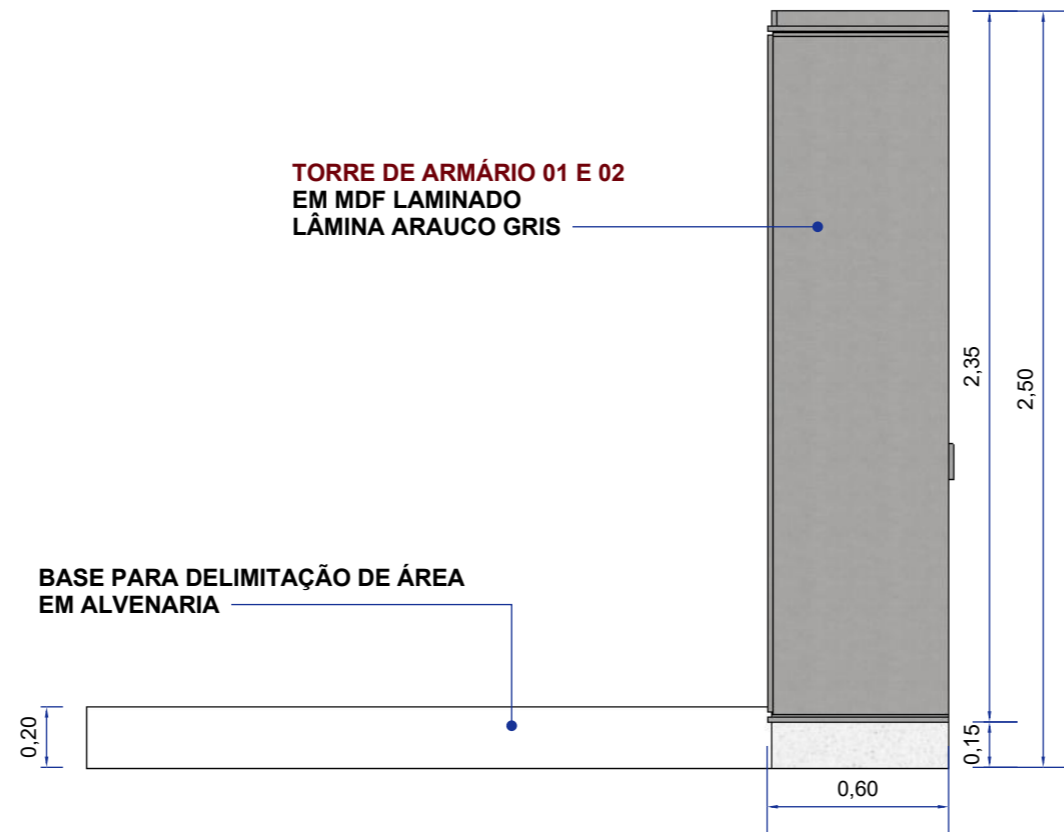 TORRE DE ARMÁRIO 01 E 02
EM MDF LAMINADO
LÂMINA ARAUCO GRIS
2,35
2,50
BASE PARA DELIMITAÇÃO DE ÁREA
EM ALVENARIA
0,20
0,15
0,60